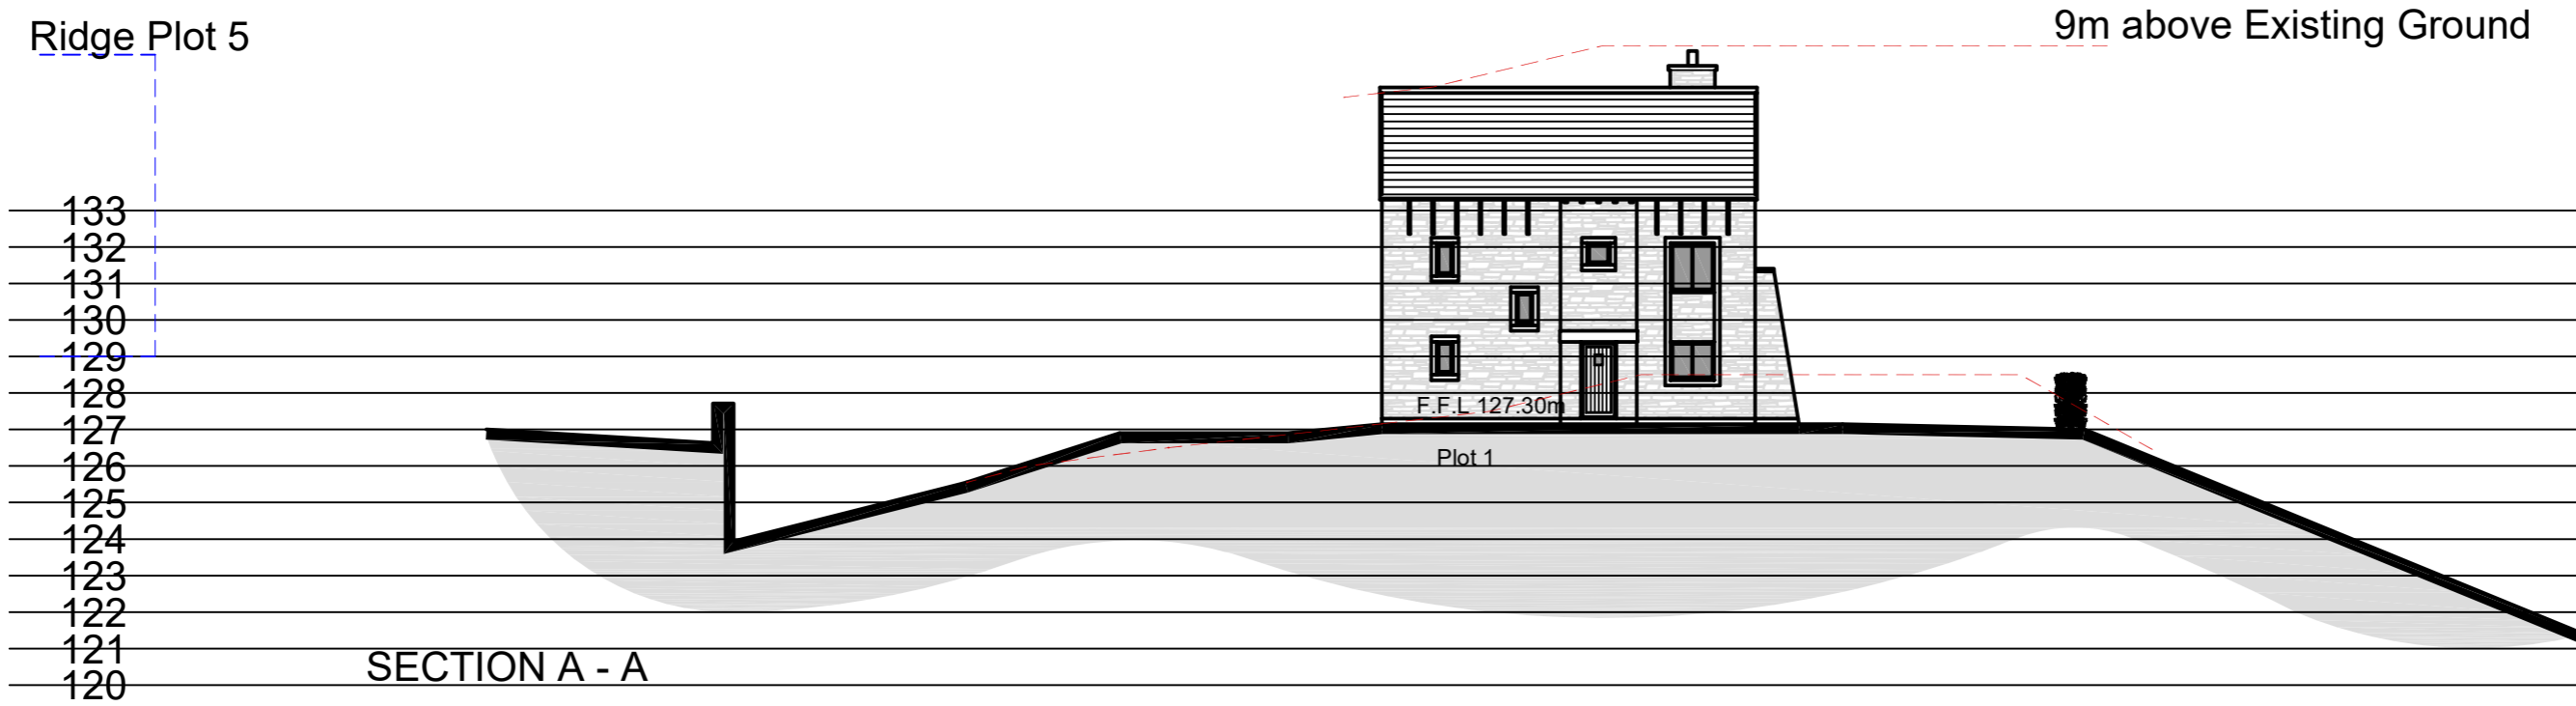 Ridge Plot 5
9m above Existing Ground
133
132
131
130
129
128
F.F.L 127.30m
127
Plot 1
126
125
124
123
122
121
SECTION A - A
120